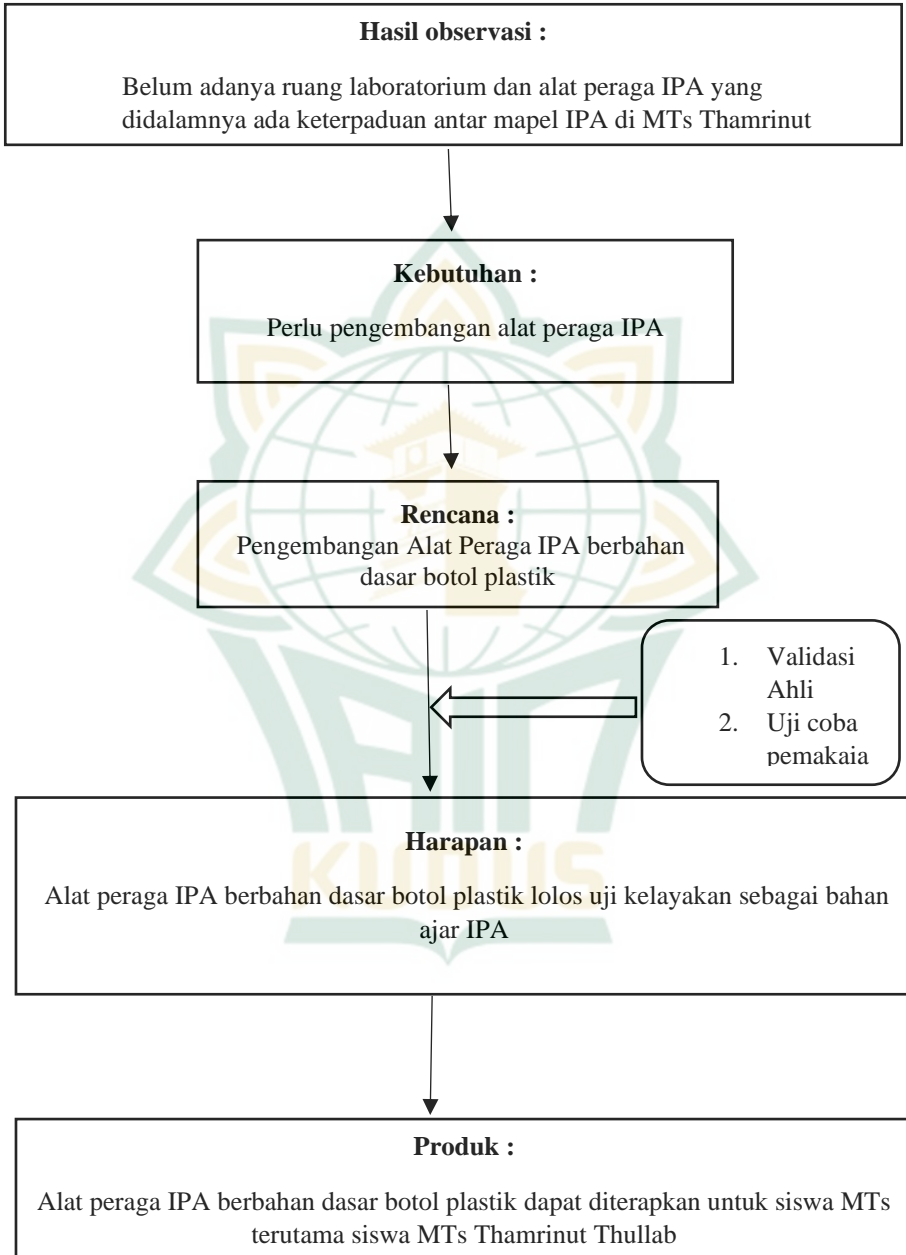 Hasil observasi :
Belum adanya ruang laboratorium dan alat peraga IPA yang
didalamnya ada keterpaduan antar mapel IPA di MTs Thamrinut
Kebutuhan :
Perlu pengembangan alat peraga IPA
Rencana :
Pengembangan Alat Peraga IPA berbahan
dasar botol plastik
1. Validasi
Ahli
2. Uji coba
pemakaia
Harapan :
Alat peraga IPA berbahan dasar botol plastik lolos uji kelayakan sebagai bahan
ajar IPA
Produk :
Alat peraga IPA berbahan dasar botol plastik dapat diterapkan untuk siswa MTs
terutama siswa MTs Thamrinut Thullab
IAIN
KUDUS